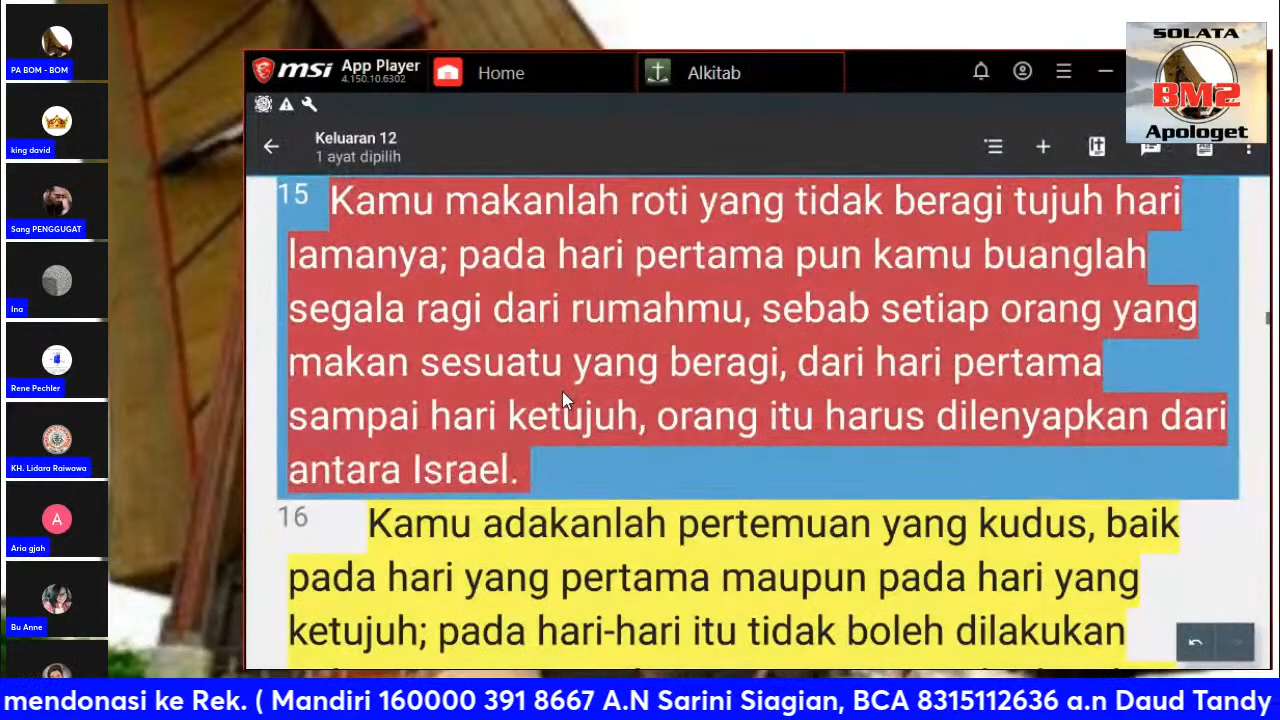 PA BOM - BOM
king david
Sang PENGGUGAT
Ina
Rene Pechler
KH. Lidara Raiwawa
A
Aria gjah
Bu Anne
msi App Player
4.150.10.6302
Home
Alkitab
SOLATA
BM2
Apologet
Keluaran 12
1 ayat dipilih
15 Kamu makanlah roti yang tidak beragi tujuh hari
lamanya; pada hari pertama pun kamu buanglah
segala ragi dari rumahmu, sebab setiap orang yang
makan sesuatu yang beragi, dari hari pertama
sampai hari ketujuh, orang itu harus dilenyapkan dari
antara Israel.
16 Kamu adakanlah pertemuan yang kudus, baik
pada hari yang pertama maupun pada hari yang
ketujuh; pada hari-hari itu tidak boleh dilakukan
mendonasi ke Rek. ( Mandiri 160000 391 8667 A.N Sarini Siagian, BCA 8315112636 a.n Daud Tandy